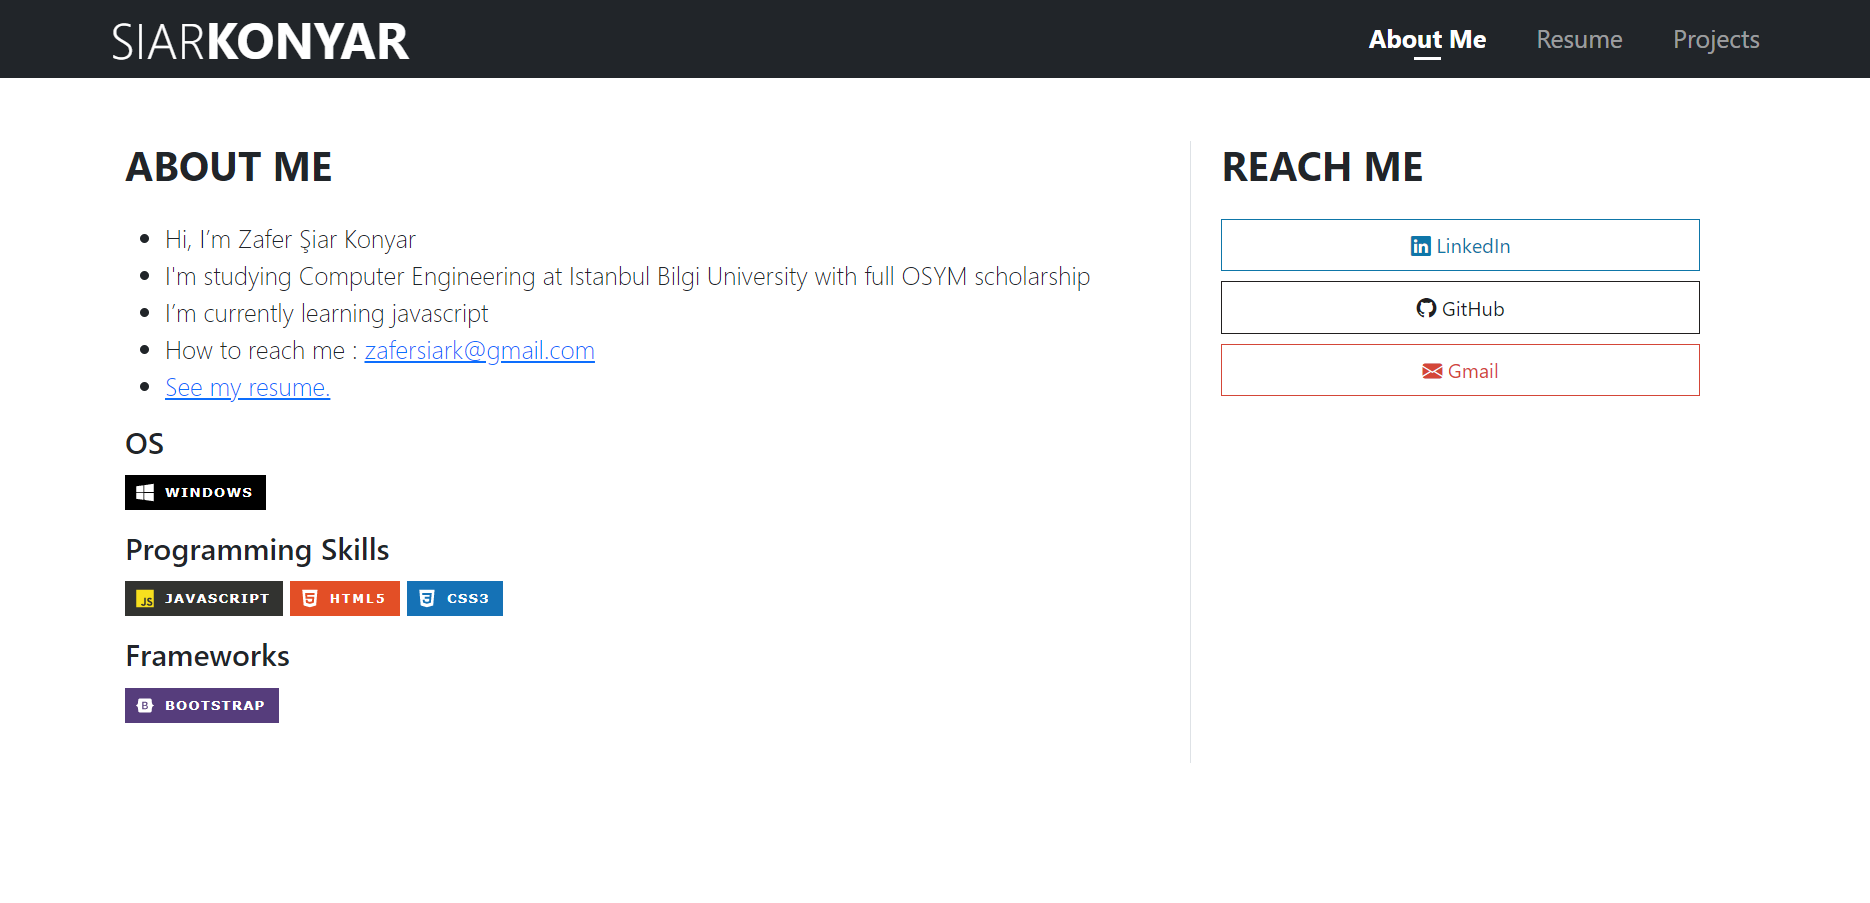 SIARKONYAR
About Me Resume Projects
ABOUT ME
Hi, I’m Zafer Şiar Konyar
I'm studying Computer Engineering at Istanbul Bilgi University with full OSYM scholarship
I’m currently learning javascript
How to reach me : zafersiark@gmail.com
See my resume.
OS
WINDOWS
Programming Skills
JS JAVASCRIPT HTML5 CSS3
Frameworks
B BOOTSTRAP
REACH ME
in LinkedIn
GitHub
Gmail